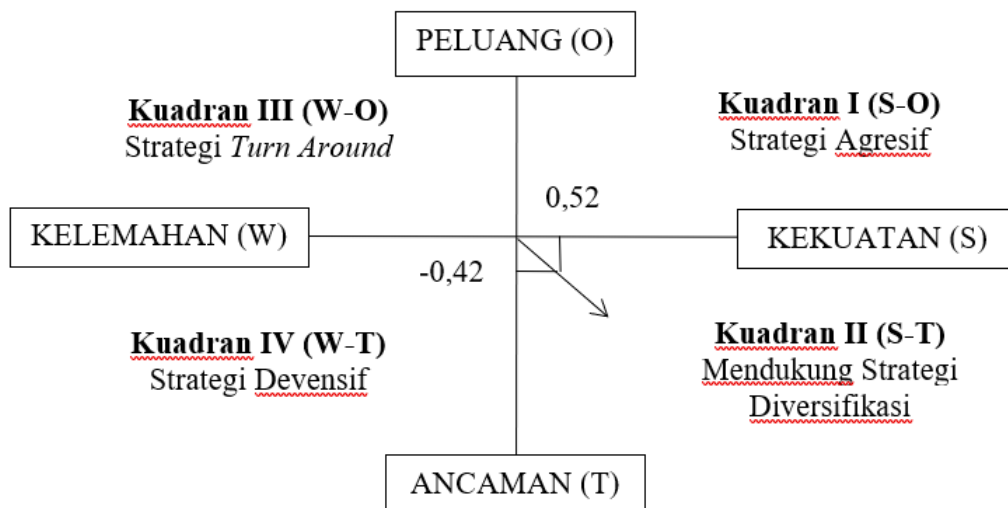 PELUANG (O)
Kuadran III (W-O)
Strategi Turn Around
Kuadran I (S-O)
Strategi Agresif
0,52
KELEMAHAN (W)
KEKUATAN (S)
-0,42
Kuadran IV (W-T)
Strategi Devensif
Kuadran II (S-T)
Mendukung Strategi
Diversifikasi
ANCAMAN (T)